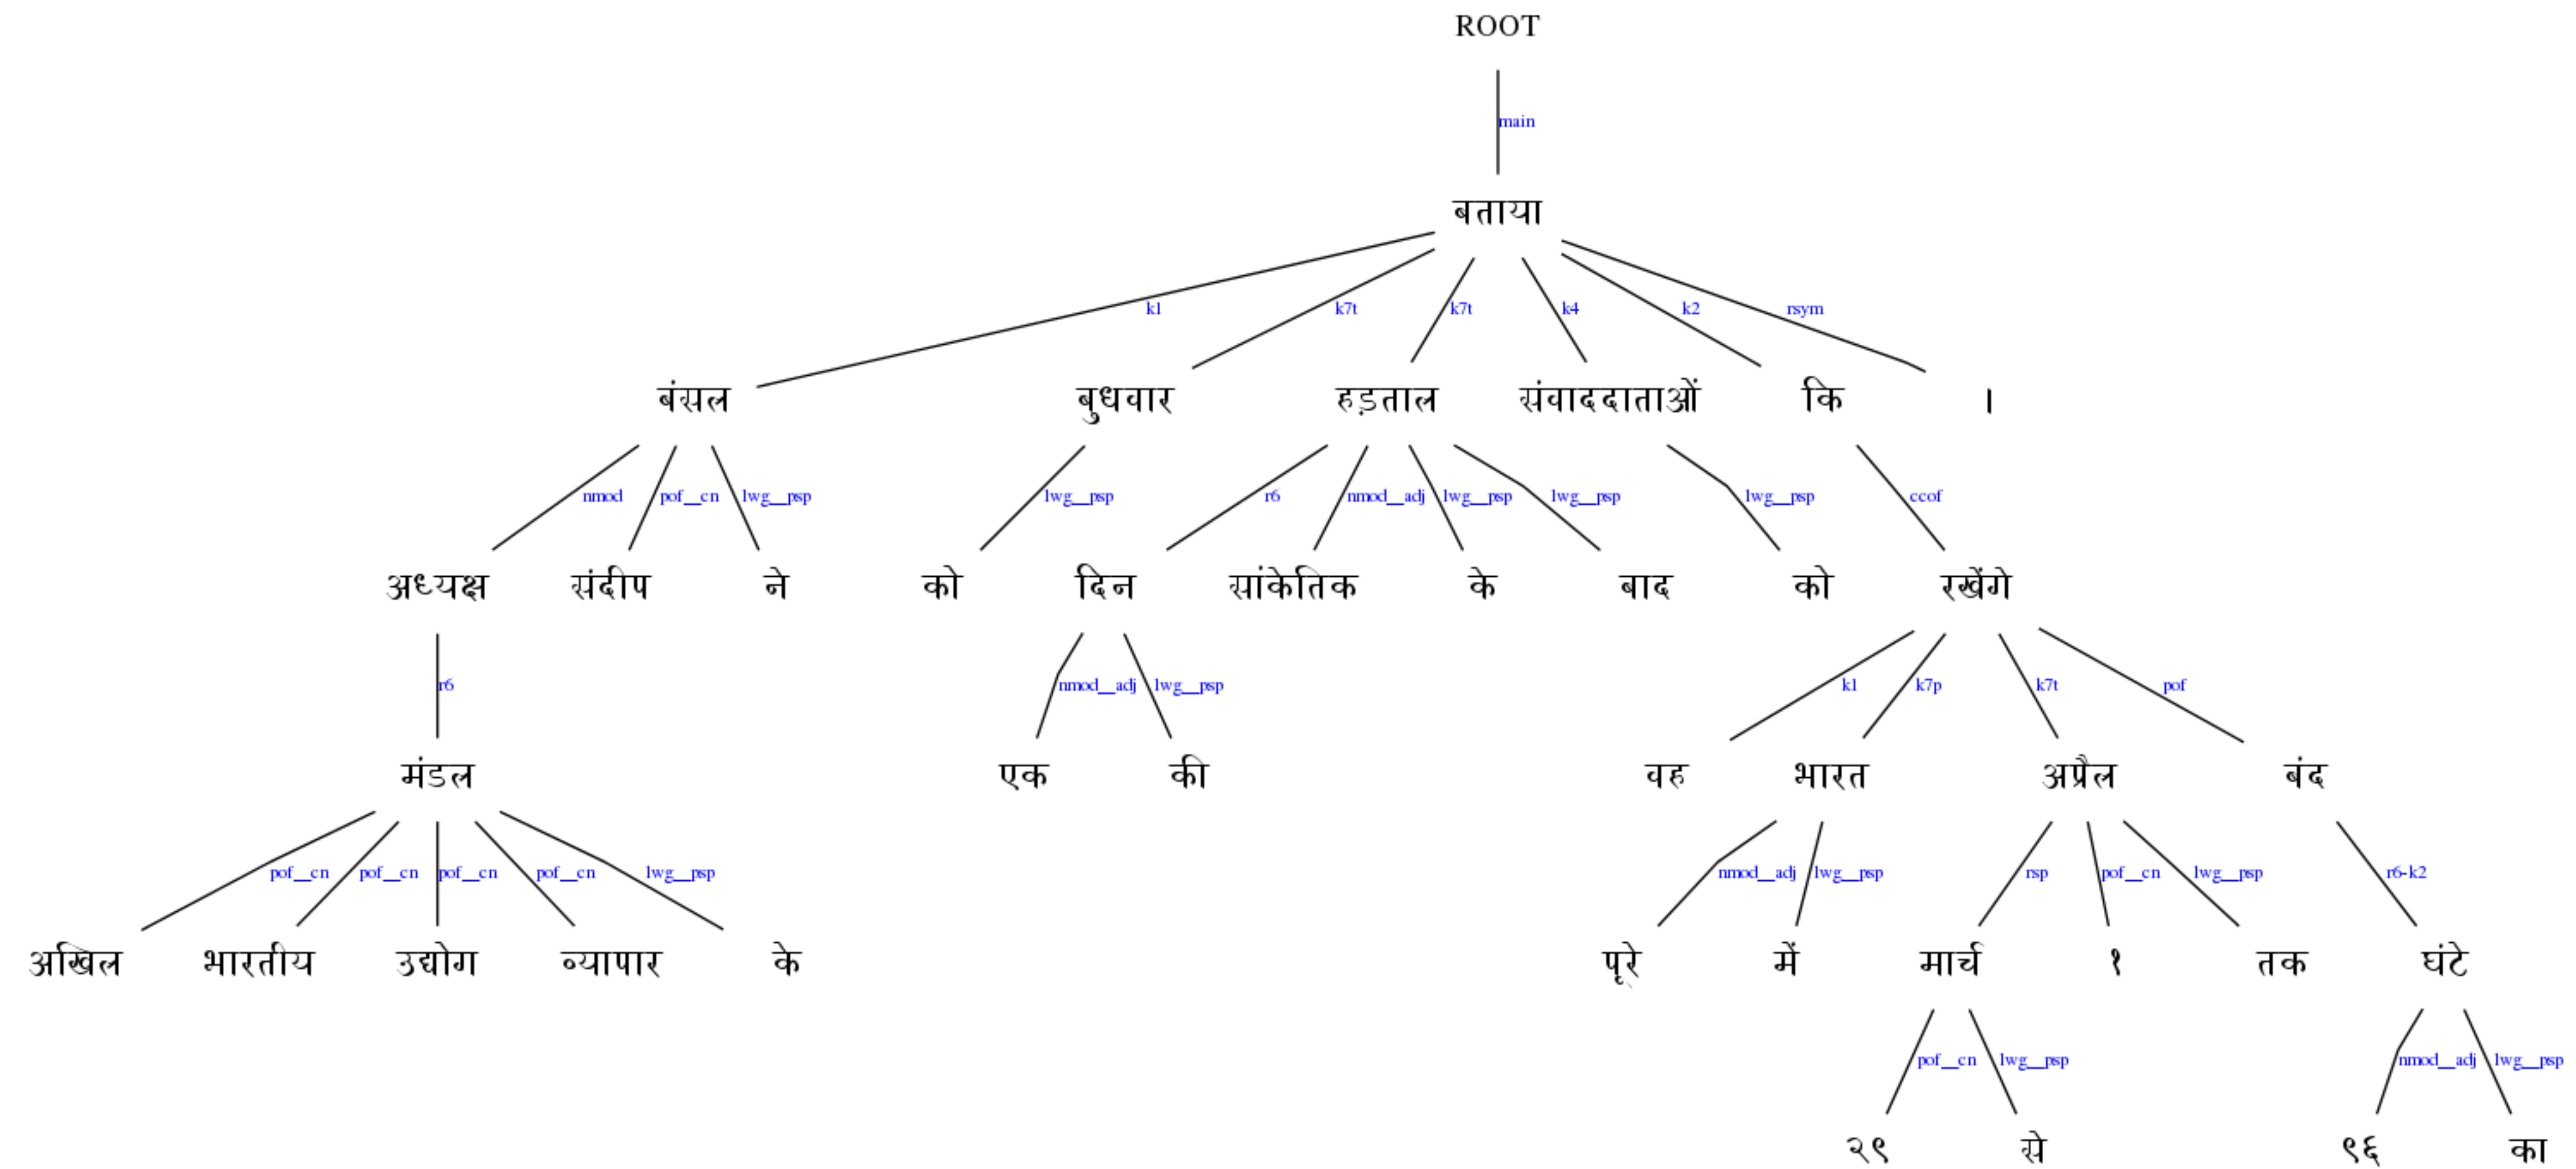 ROOT
main
बताया
k1 k7t k7t k4 k2 rsym
बंसल बुधवार हड़ताल संवाददाताओं कि ।
nmod pof__cn lwg__psp lwg__psp r6 nmod__adj lwg__psp lwg__psp lwg__psp ccof
अध्यक्ष संदीप ने को दिन सांकेतिक के बाद को रखेंगे
r6 nmod__adj lwg__psp k1 k7p k7t pof
मंडल एक की वह भारत अप्रैल बंद
pof__cn pof__cn pof__cn pof__cn lwg__psp nmod__adj lwg__psp rsp pof__cn lwg__psp r6-k2
अखिल भारतीय उद्योग व्यापार के पूरे में मार्च १ तक घंटे
pof__cn lwg__psp nmod__adj lwg__psp
२९ से ९६ का